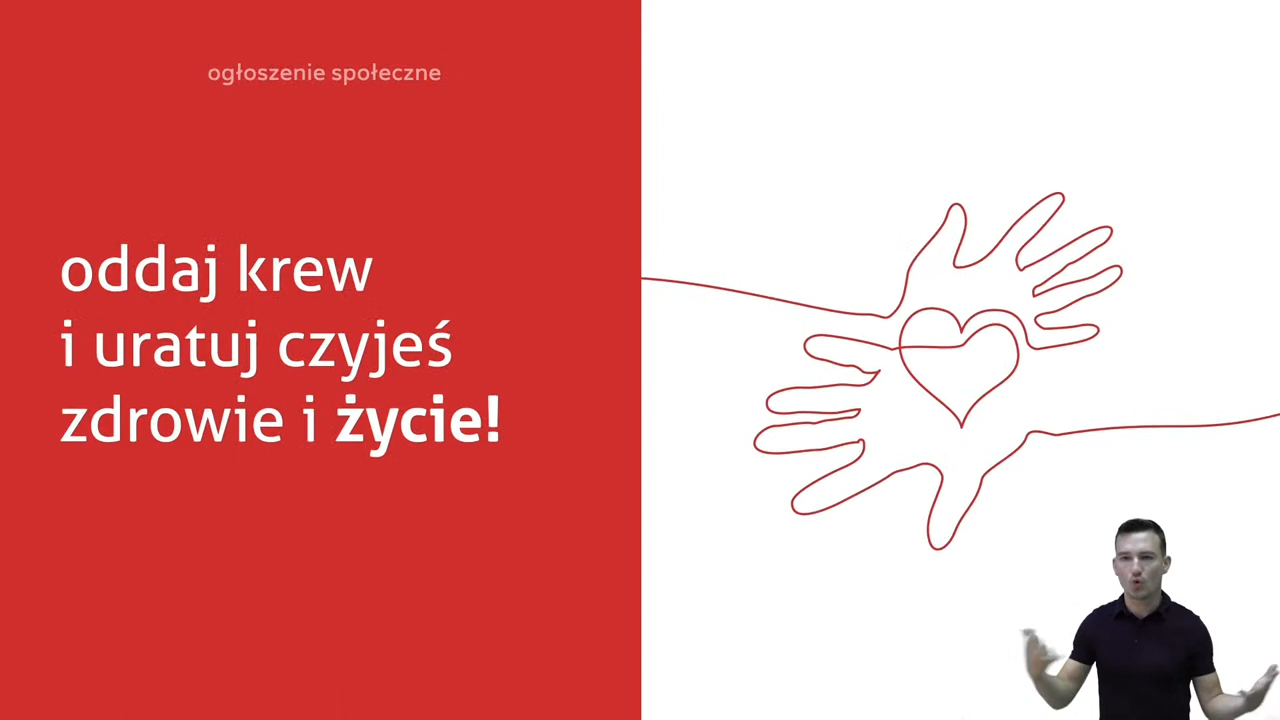 ogłoszenie społeczne
oddaj krew
i uratuj czyjeś
zdrowie i życie!